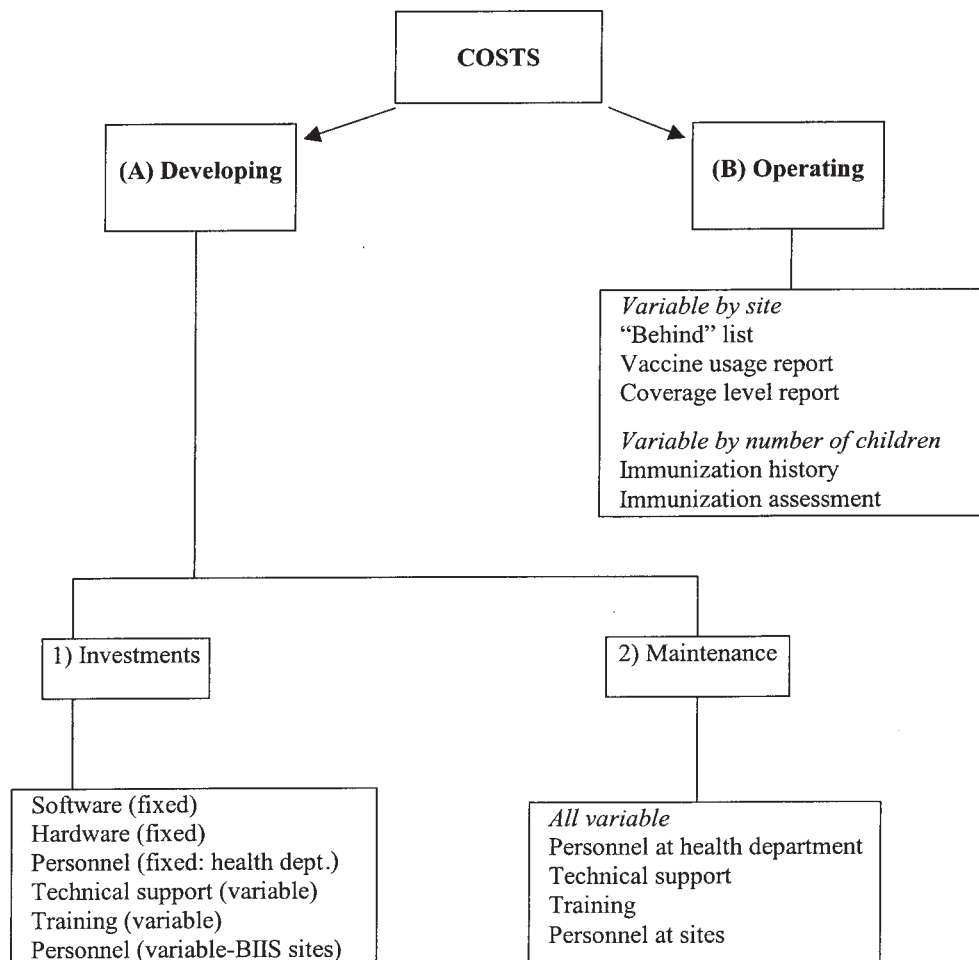 COSTS
(A) Developing
(B) Operating
Variable by site
“Behind” list
Vaccine usage report
Coverage level report
Variable by number of children
Immunization history
Immunization assessment
1) Investments
2) Maintenance
Software (fixed)
Hardware (fixed)
Personnel (fixed: health dept.)
Technical support (variable)
Training (variable)
Personnel (variable-BIIS sites)
All variable
Personnel at health department
Technical support
Training
Personnel at sites